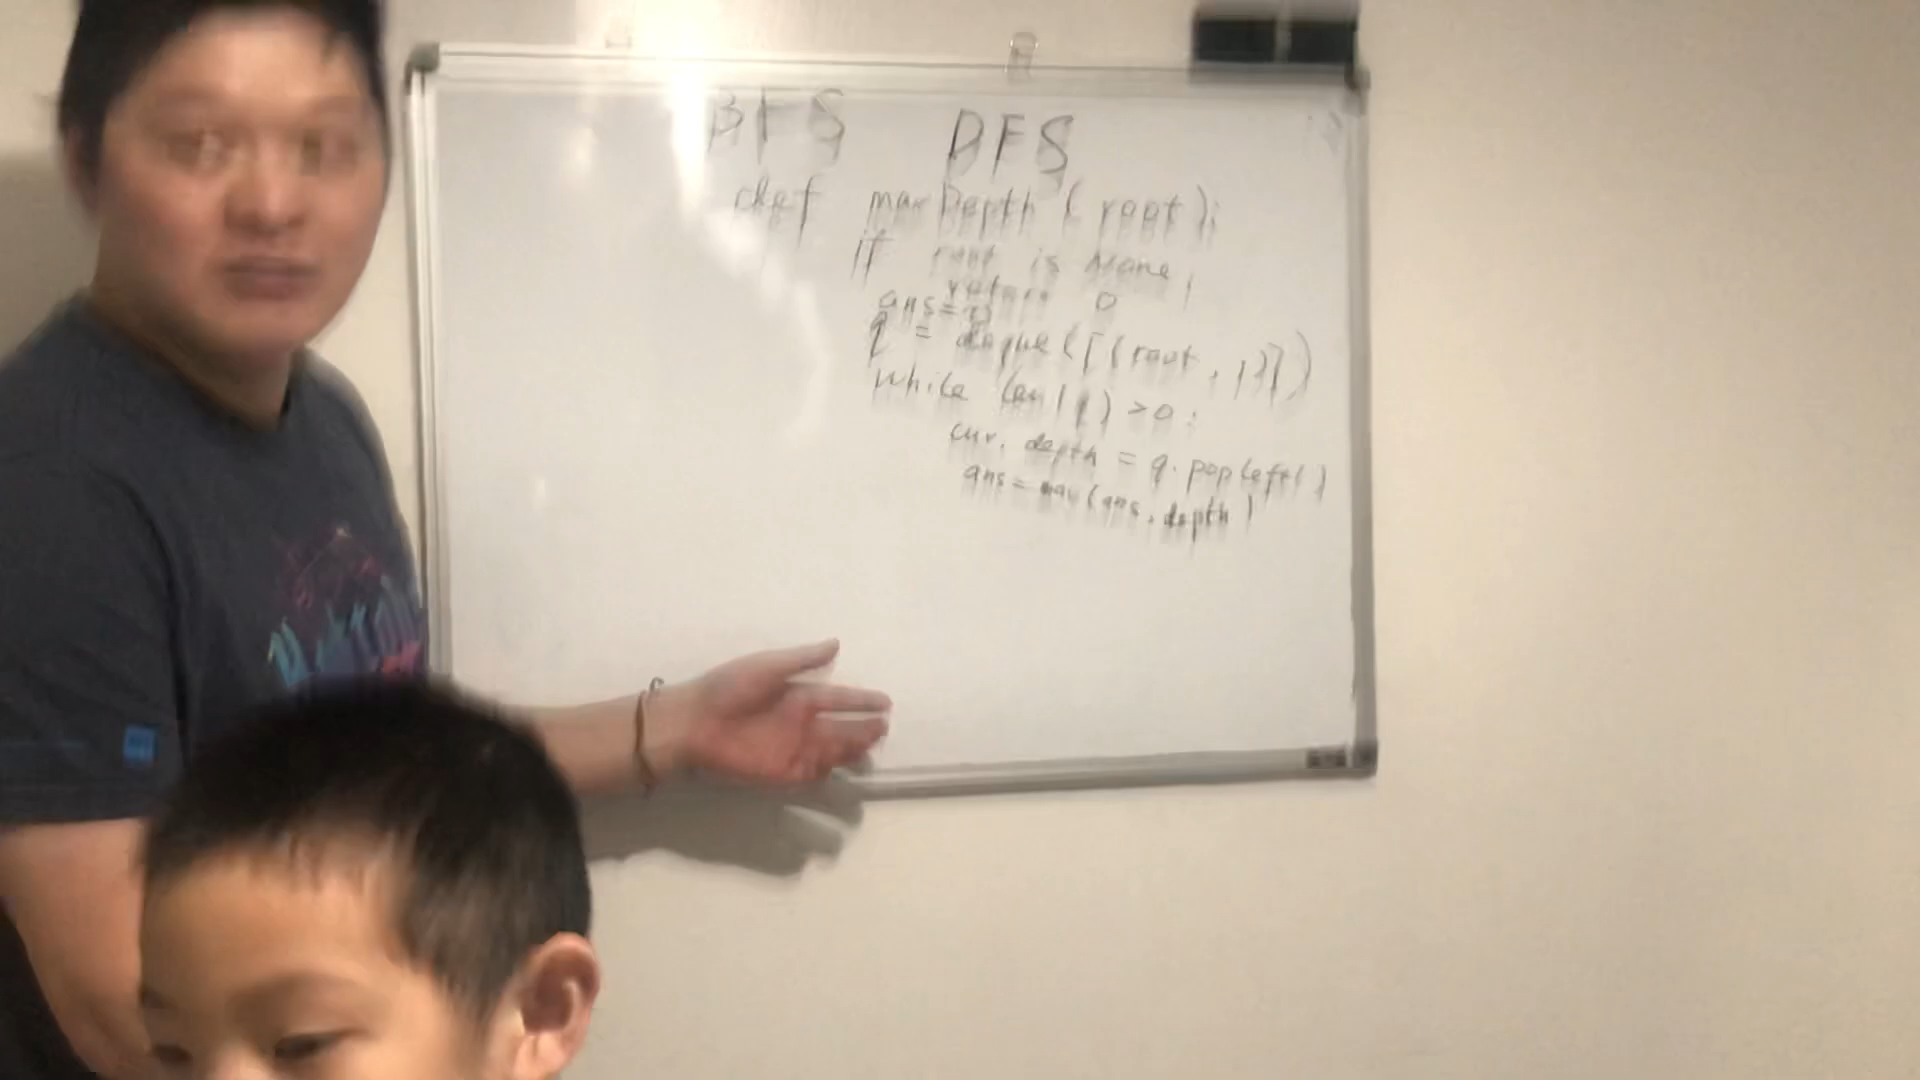 BFS DFS
def maxDepth(root):
if root is None:
return 0
ans=
q = deque([(root, 1)])
while len(q) > 0:
cur, depth = q.popleft()
ans = max(ans, depth)